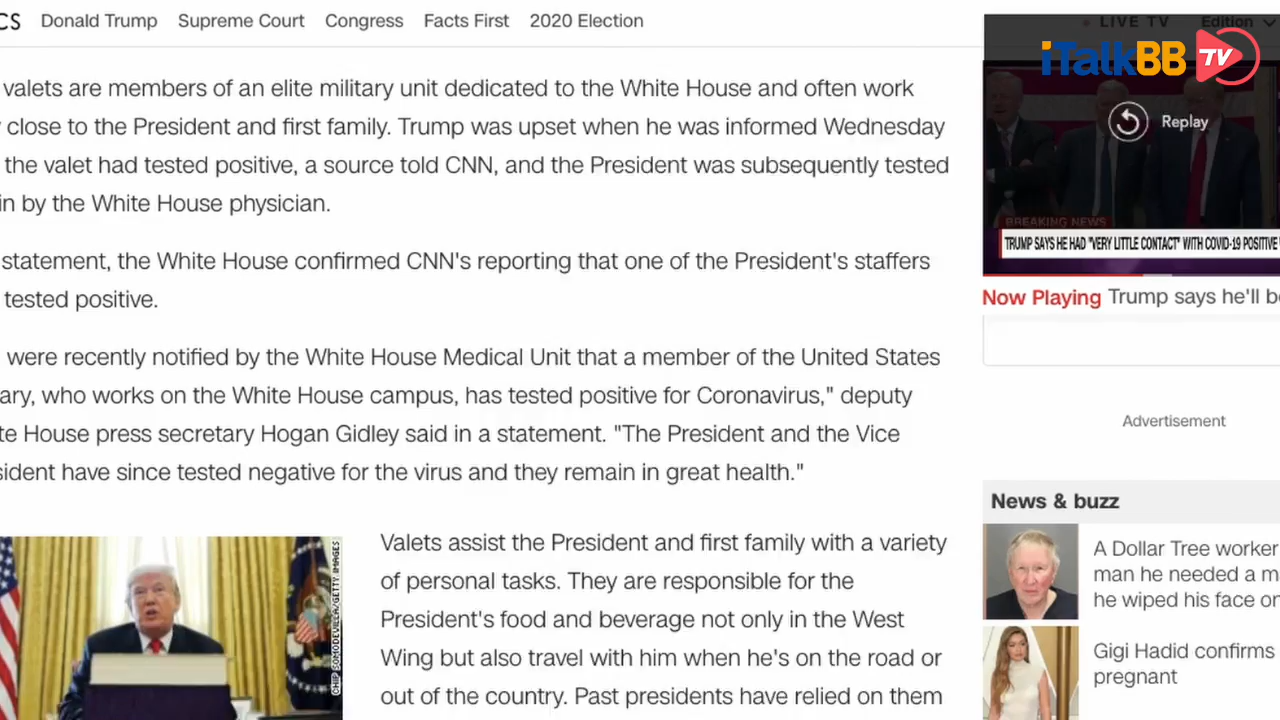 CS Donald Trump Supreme Court Congress Facts First 2020 Election
LIVE TV Edition
iTalkBB TV
valets are members of an elite military unit dedicated to the White House and often work
close to the President and first family. Trump was upset when he was informed Wednesday
the valet had tested positive, a source told CNN, and the President was subsequently tested
in by the White House physician.
statement, the White House confirmed CNN's reporting that one of the President's staffers
tested positive.
were recently notified by the White House Medical Unit that a member of the United States
ary, who works on the White House campus, has tested positive for Coronavirus," deputy
te House press secretary Hogan Gidley said in a statement. "The President and the Vice
sident have since tested negative for the virus and they remain in great health."
CHIP SOMODEVILLA/GETTY IMAGES
Valets assist the President and first family with a variety
of personal tasks. They are responsible for the
President's food and beverage not only in the West
Wing but also travel with him when he's on the road or
out of the country. Past presidents have relied on them
Replay
BREAKING NEWS
TRUMP SAYS HE HAD "VERY LITTLE CONTACT" WITH COVID-19 POSITIVE
Now Playing Trump says he'll b
Advertisement
News & buzz
A Dollar Tree worker
man he needed a m
he wiped his face on
Gigi Hadid confirms
pregnant